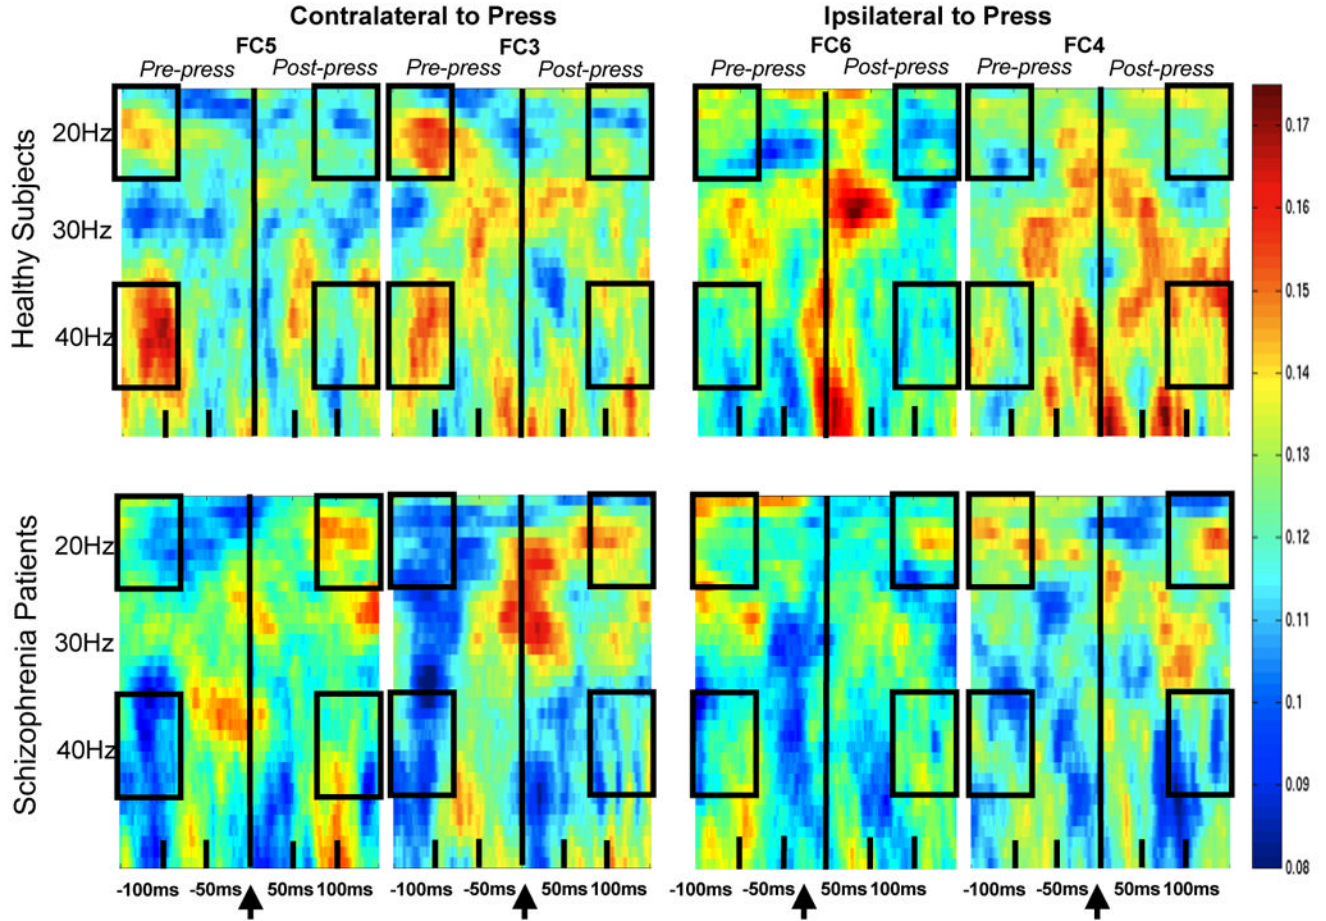 Contralateral to Press Ipsilateral to Press
FC5 FC3 FC6 FC4
Pre-press Post-press Pre-press Post-press Pre-press Post-press Pre-press Post-press
Healthy Subjects
20Hz
30Hz
40Hz
Schizophrenia Patients
20Hz
30Hz
40Hz
-100ms -50ms 50ms 100ms -100ms -50ms 50ms 100ms -100ms -50ms 50ms 100ms -100ms -50ms 50ms 100ms
0.17
0.16
0.15
0.14
0.13
0.12
0.11
0.1
0.09
0.08